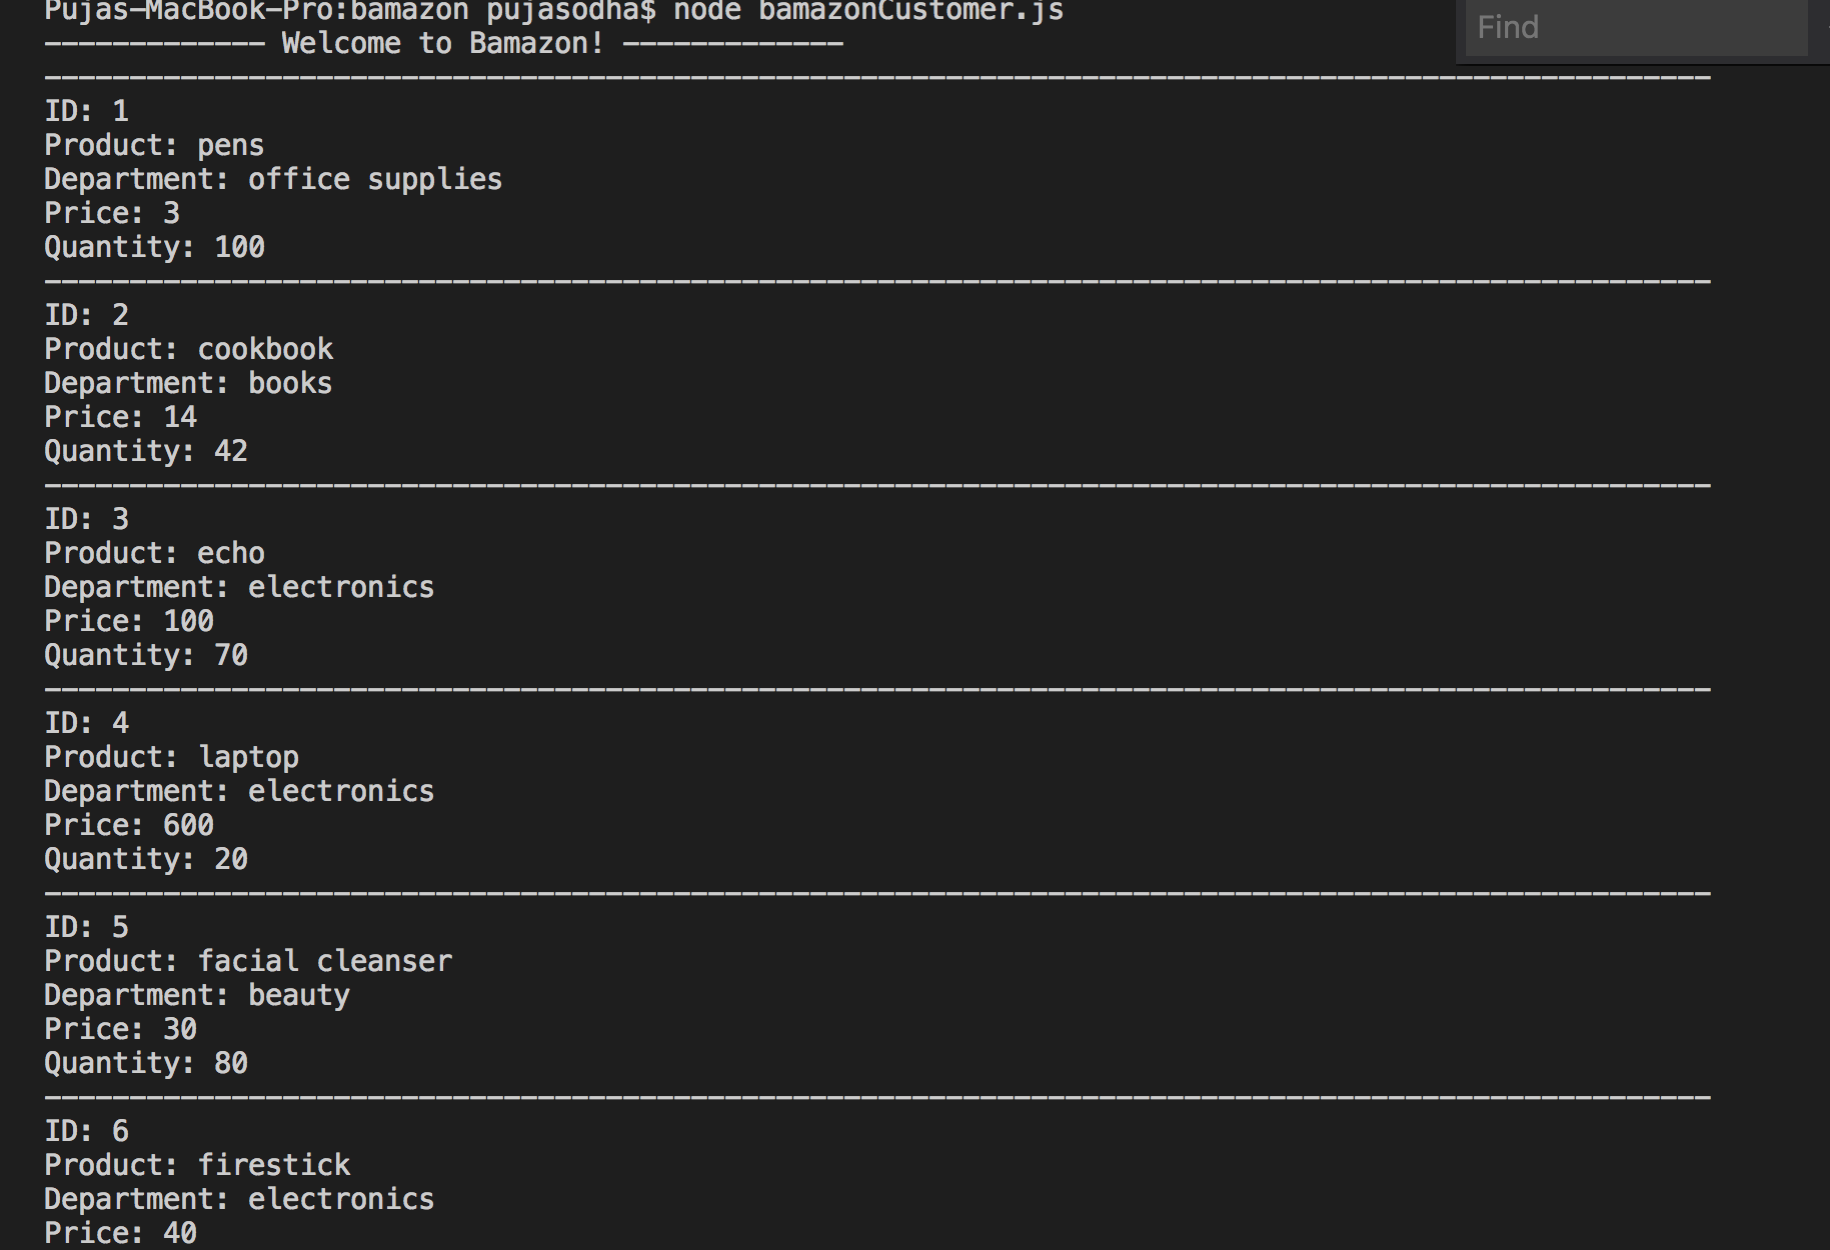 Pujas-MacBook-Pro:bamazon pujasodha$ node bamazonCustomer.js
Find
------------- Welcome to Bamazon! -------------
--------------------------------------------------------------------------------------------------
ID: 1
Product: pens
Department: office supplies
Price: 3
Quantity: 100
--------------------------------------------------------------------------------------------------
ID: 2
Product: cookbook
Department: books
Price: 14
Quantity: 42
--------------------------------------------------------------------------------------------------
ID: 3
Product: echo
Department: electronics
Price: 100
Quantity: 70
--------------------------------------------------------------------------------------------------
ID: 4
Product: laptop
Department: electronics
Price: 600
Quantity: 20
--------------------------------------------------------------------------------------------------
ID: 5
Product: facial cleanser
Department: beauty
Price: 30
Quantity: 80
--------------------------------------------------------------------------------------------------
ID: 6
Product: firestick
Department: electronics
Price: 40